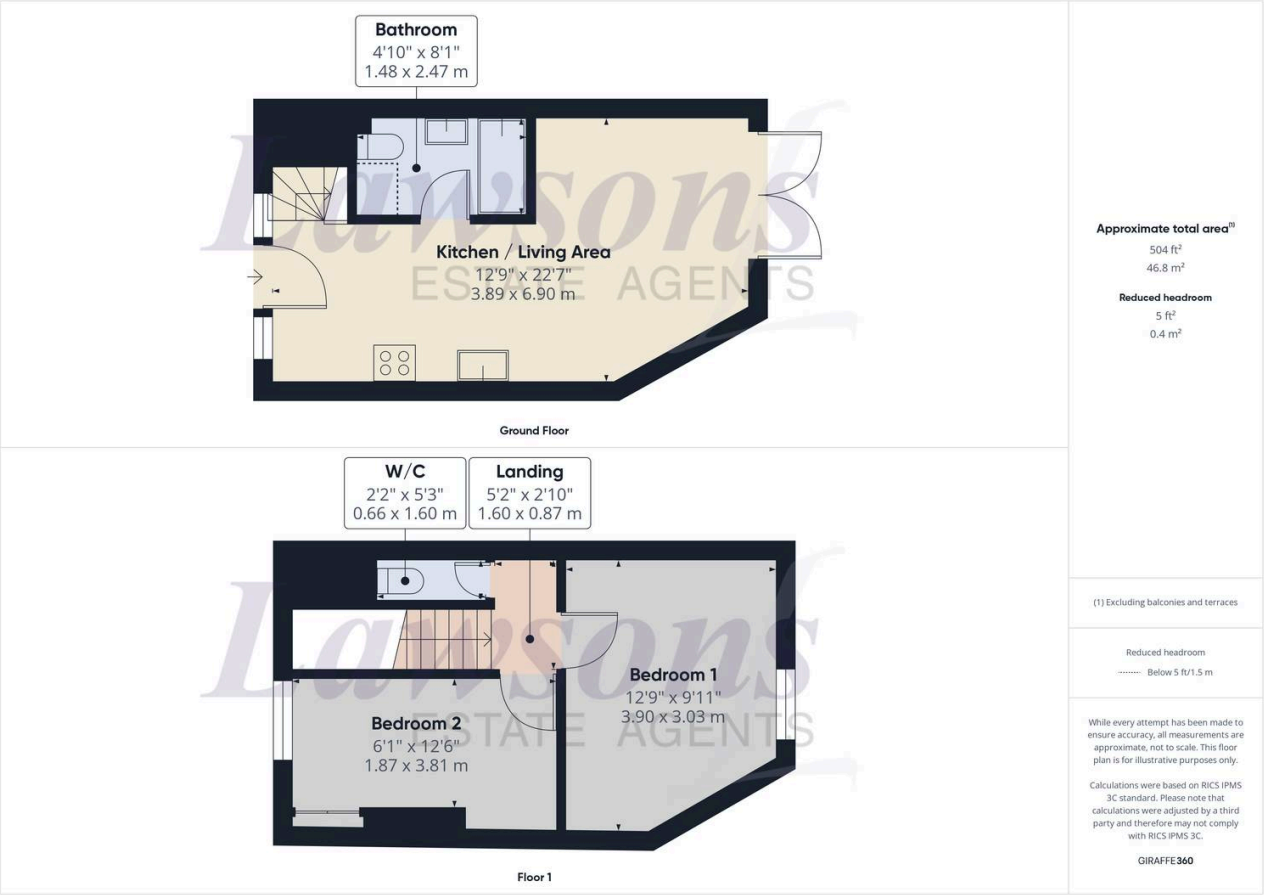 Bathroom
4'10" x 8'1"
1.48 x 2.47 m
Lawsons
ESTATE AGENTS
Kitchen / Living Area
12'9" x 22'7"
3.89 x 6.90 m
Ground Floor
W/C
2'2" x 5'3"
0.66 x 1.60 m
Landing
5'2" x 2'10"
1.60 x 0.87 m
Lawsons
ESTATE AGENTS
Bedroom 1
12'9" x 9'11"
3.90 x 3.03 m
Bedroom 2
6'1" x 12'6"
1.87 x 3.81 m
Floor 1
Approximate total area(1)
504 ft²
46.8 m²
Reduced headroom
5 ft²
0.4 m²
(1) Excluding balconies and terraces
Reduced headroom
Below 5 ft/1.5 m
While every attempt has been made to
ensure accuracy, all measurements are
approximate, not to scale. This floor
plan is for illustrative purposes only.
Calculations were based on RICS IPMS
3C standard. Please note that
calculations were adjusted by a third
party and therefore may not comply
with RICS IPMS 3C.
GIRAFFE360